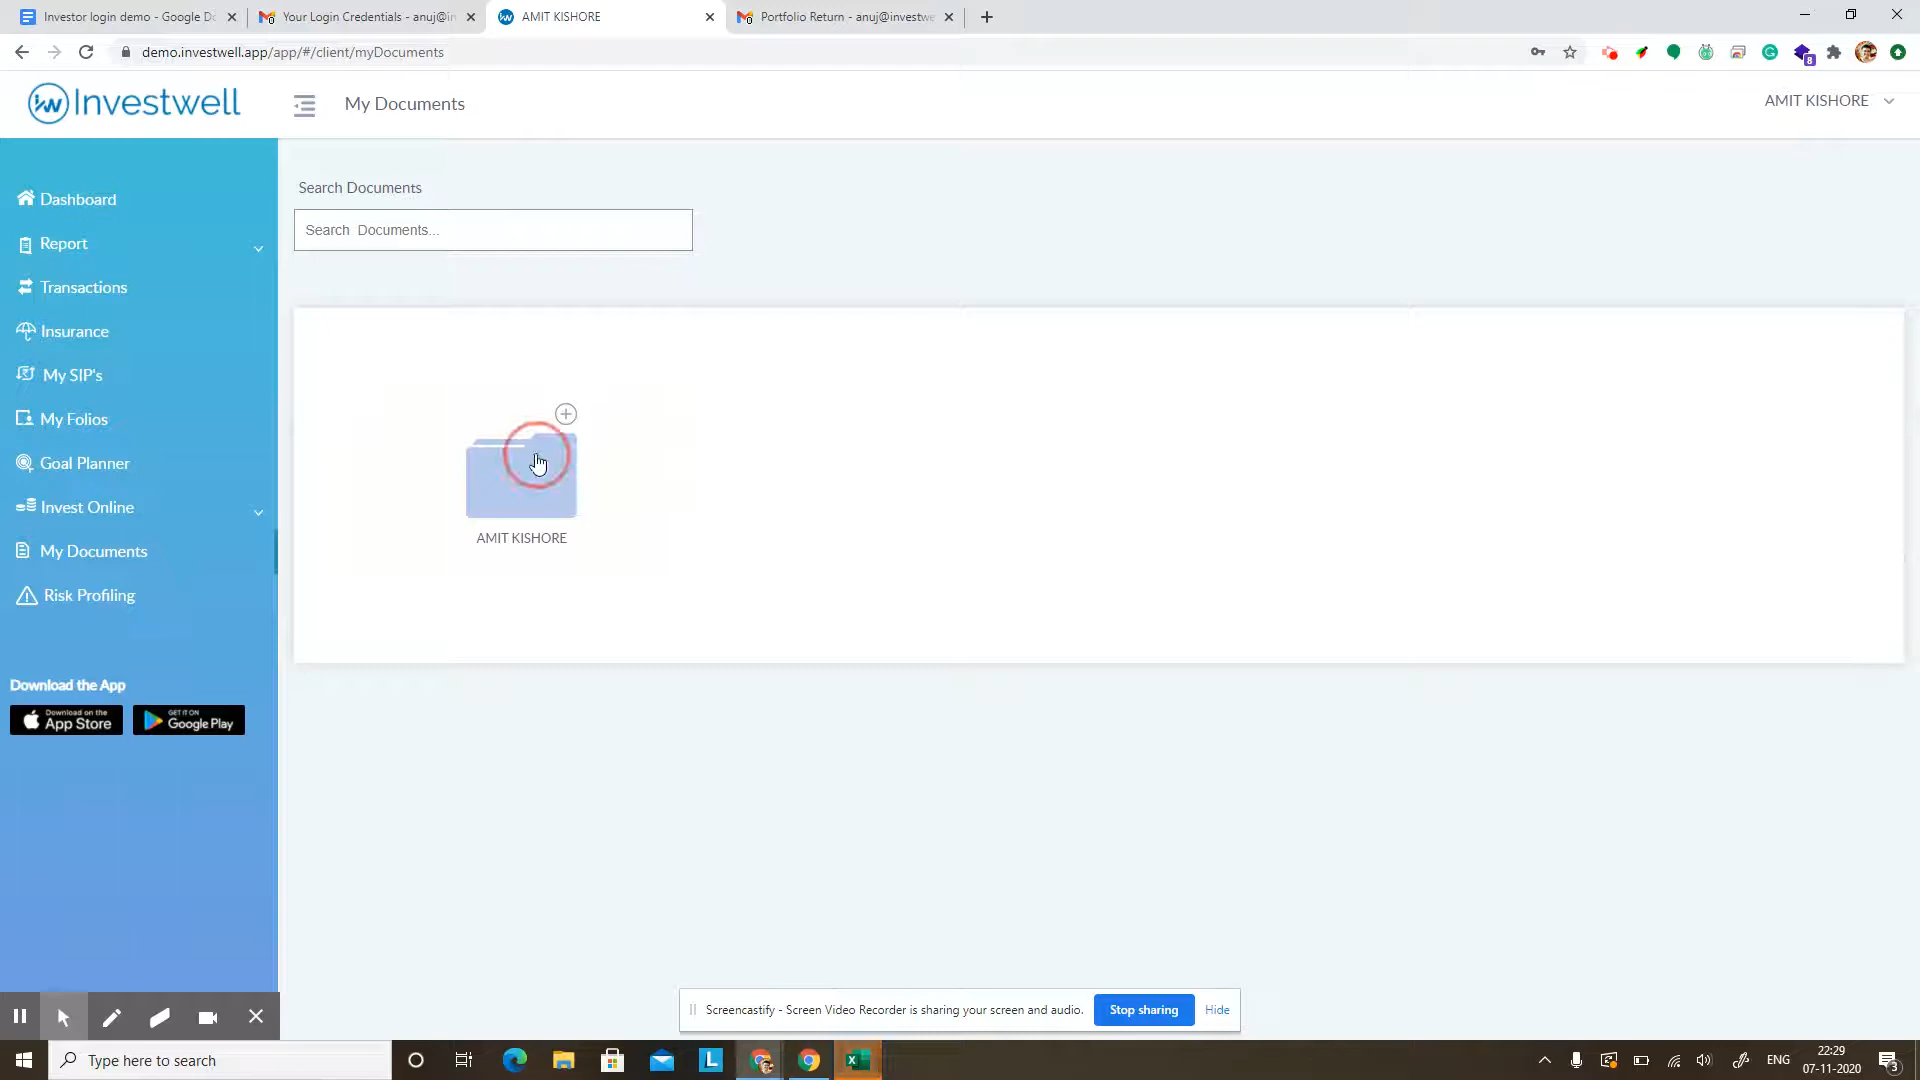 Investor login demo - Google Do
Your Login Credentials - anuj@in
AMIT KISHORE
Portfolio Return - anuj@investwe
demo.investwell.app/app/#/client/myDocuments
8
Investwell
My Documents
AMIT KISHORE
Dashboard
Report
Transactions
Insurance
My SIP's
My Folios
Goal Planner
Invest Online
My Documents
Risk Profiling
Download the App
Download on the
App Store
GET IT ON
Google Play
Search Documents
Search Documents...
AMIT KISHORE
Screencastify - Screen Video Recorder is sharing your screen and audio.
Stop sharing
Hide
Type here to search
L
ENG
22:29
07-11-2020
3